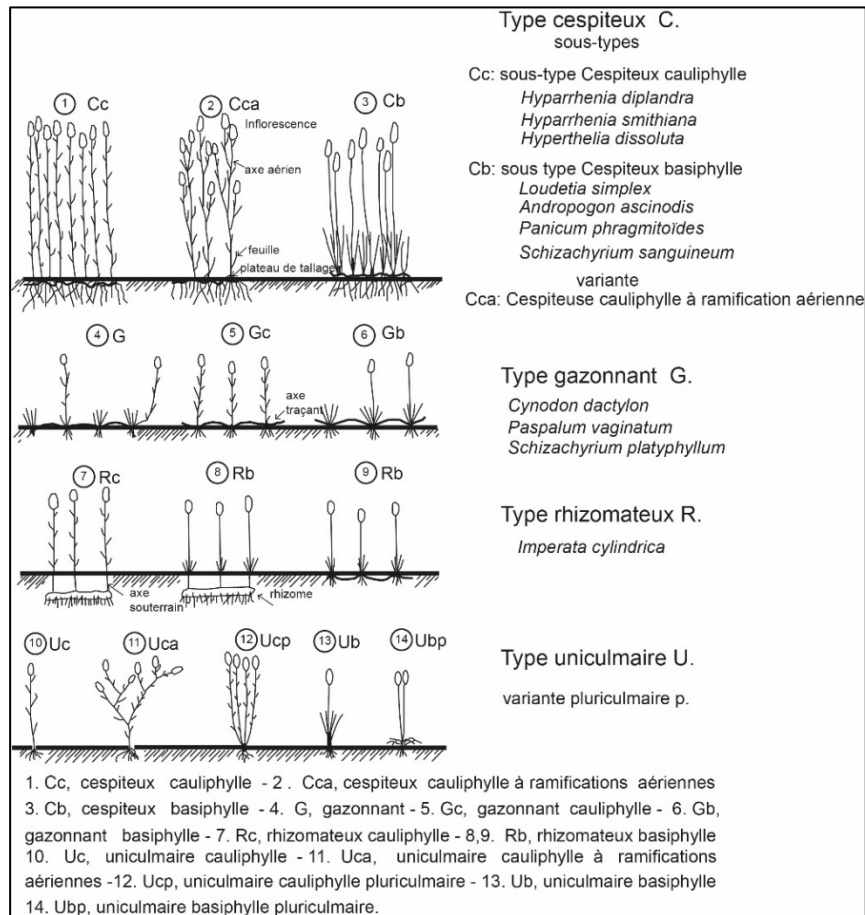 Type cespiteux C.
sous-types
Cc: sous-type Cespiteux cauliphylle
Hyparrhenia diplandra
Hyparrhenia smithiana
Hyperthelia dissoluta
Cb: sous type Cespiteux basiphylle
Loudetia simplex
Andropogon ascinodis
Panicum phragmitoïdes
Schizachyrium sanguineum
variante
Cca: Cespiteuse cauliphylle à ramification aérienne
1 Cc
2 Cca
3 Cb
Inflorescence
axe aérien
feuille
plateau de tallage
4 G
5 Gc
6 Gb
axe
traçant
Type gazonnant G.
Cynodon dactylon
Paspalum vaginatum
Schizachyrium platyphyllum
7 Rc
8 Rb
9 Rb
axe
souterrain
rhizome
Type rhizomateux R.
Imperata cylindrica
10 Uc
11 Uca
12 Ucp
13 Ub
14 Ubp
Type uniculmaire U.
variante pluriculmaire p.
1. Cc, cespiteux cauliphylle - 2 . Cca, cespiteux cauliphylle à ramifications aériennes
3. Cb, cespiteux basiphylle - 4. G, gazonnant - 5. Gc, gazonnant cauliphylle - 6. Gb,
gazonnant basiphylle - 7. Rc, rhizomateux cauliphylle - 8,9. Rb, rhizomateux basiphylle
10. Uc, uniculmaire cauliphylle - 11. Uca, uniculmaire cauliphylle à ramifications
aériennes -12. Ucp, uniculmaire cauliphylle pluriculmaire - 13. Ub, uniculmaire basiphylle
14. Ubp, uniculmaire basiphylle pluriculmaire.